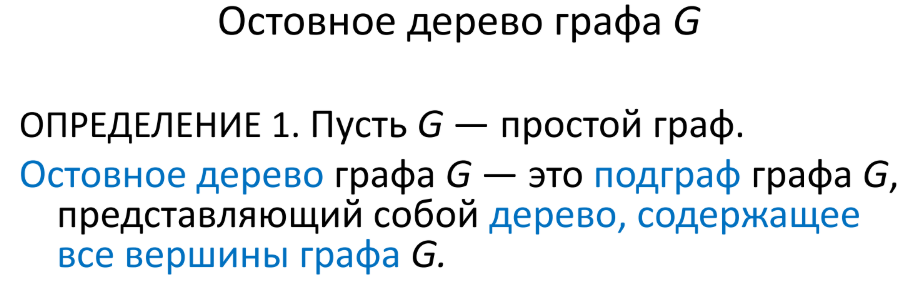 Остовное дерево графа G
ОПРЕДЕЛЕНИЕ 1. Пусть G — простой граф.
Остовное дерево графа G — это подграф графа G,
представляющий собой дерево, содержащее
все вершины графа G.